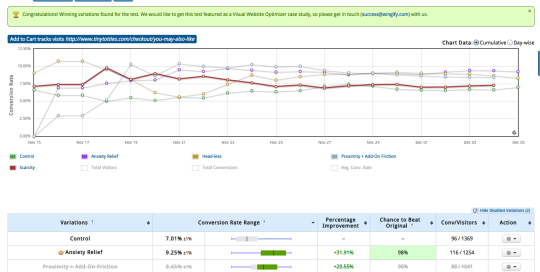 Congratulations! Winning variations found for the test. We would like to get this test featured as a Visual Website Optimizer case study, so please get in touch (success@wingify.com) with us.
×
Add to Cart tracks visits http://www.tinytotties.com/checkout/you-may-also-like
Chart Data: Cumulative Day-wise
12.50%
10.00%
7.50%
5.00%
2.50%
0.00%
Conversion Rate
Nov 15 Nov 17 Nov 19 Nov 21 Nov 23 Nov 25 Nov 27 Nov 29 Dec 01 Dec 03 Dec 05
Control Anxiety Relief Headless Proximity + Add-On Friction
Scarcity Total Visitors Total Conversions Avg. Conv. Rate
Hide Disabled Variations (2)
Variations ? Conversion Rate Range ? Percentage Improvement Chance to Beat Original ? Conv/Visitors Action
Control 7.01% ±1% - - 96/1369
Anxiety Relief 9.25% ±1% +31.91% 98% 116/1254
Proximity + Add-On Friction 8.45% ±1% +20.55% 90% 88/1041